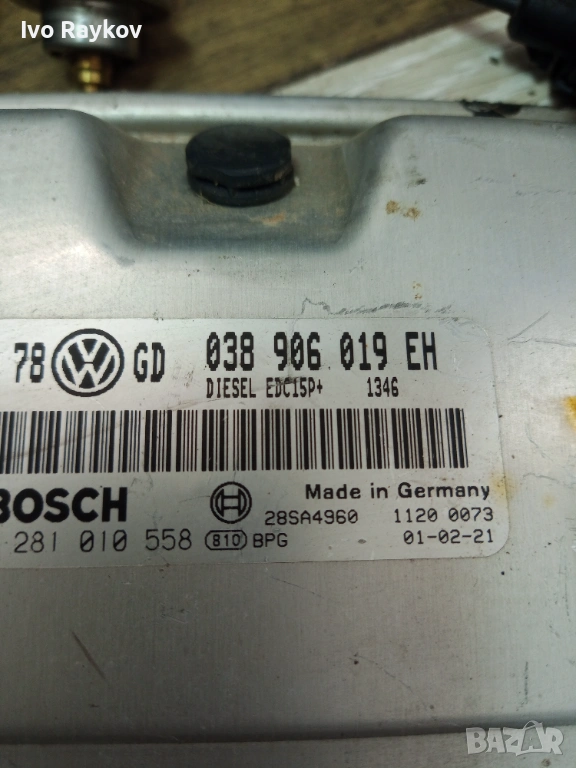 Ivo Raykov
78 GD 038 906 019 EH
DIESEL EDC15P+ 1346
BOSCH
Made in Germany
28SA4960 1120 0073
281 010 558 810 BPG 01-02-21
BAZAR